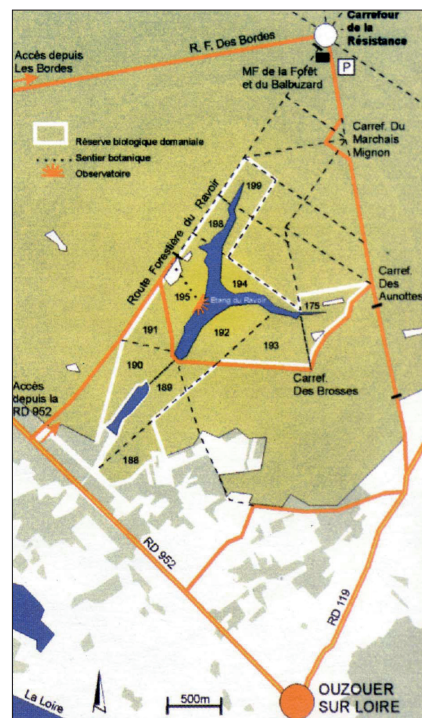 Carrefour
de la
Résistance
R. F. Des Bordes
Accès depuis
Les Bordes
P
MF de la Fofêt
et du Balbuzard
Carref. Du
Marchais
Mignon
Réserve biologique domaniale
Sentier botanique
Observatoire
Route Forestière du Ravoir
199
198
194
195
Etang du Ravoir
175
Carref.
Des
Aunottes
191
192
193
190
189
Carref.
Des Brosses
Accès
depuis la
RD 952
188
RD 952
RD 119
La Loire
500m
OUZOUER
SUR LOIRE